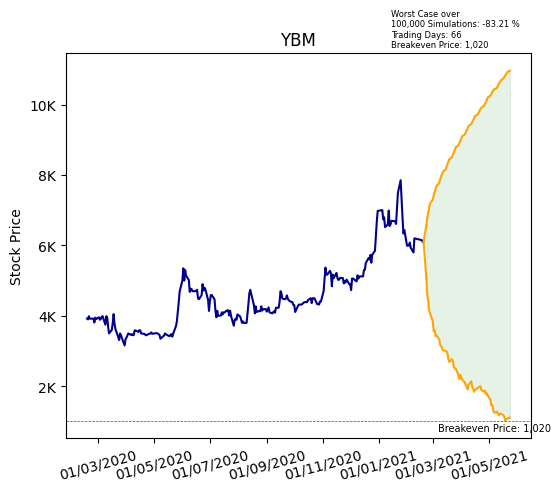 Worst Case over
100,000 Simulations: -83.21 %
Trading Days: 66
Breakeven Price: 1,020
YBM
10K
8K
6K
4K
2K
Stock Price
Breakeven Price: 1,020
01/03/2020 01/05/2020 01/07/2020 01/09/2020 01/11/2020 01/01/2021 01/03/2021 01/05/2021